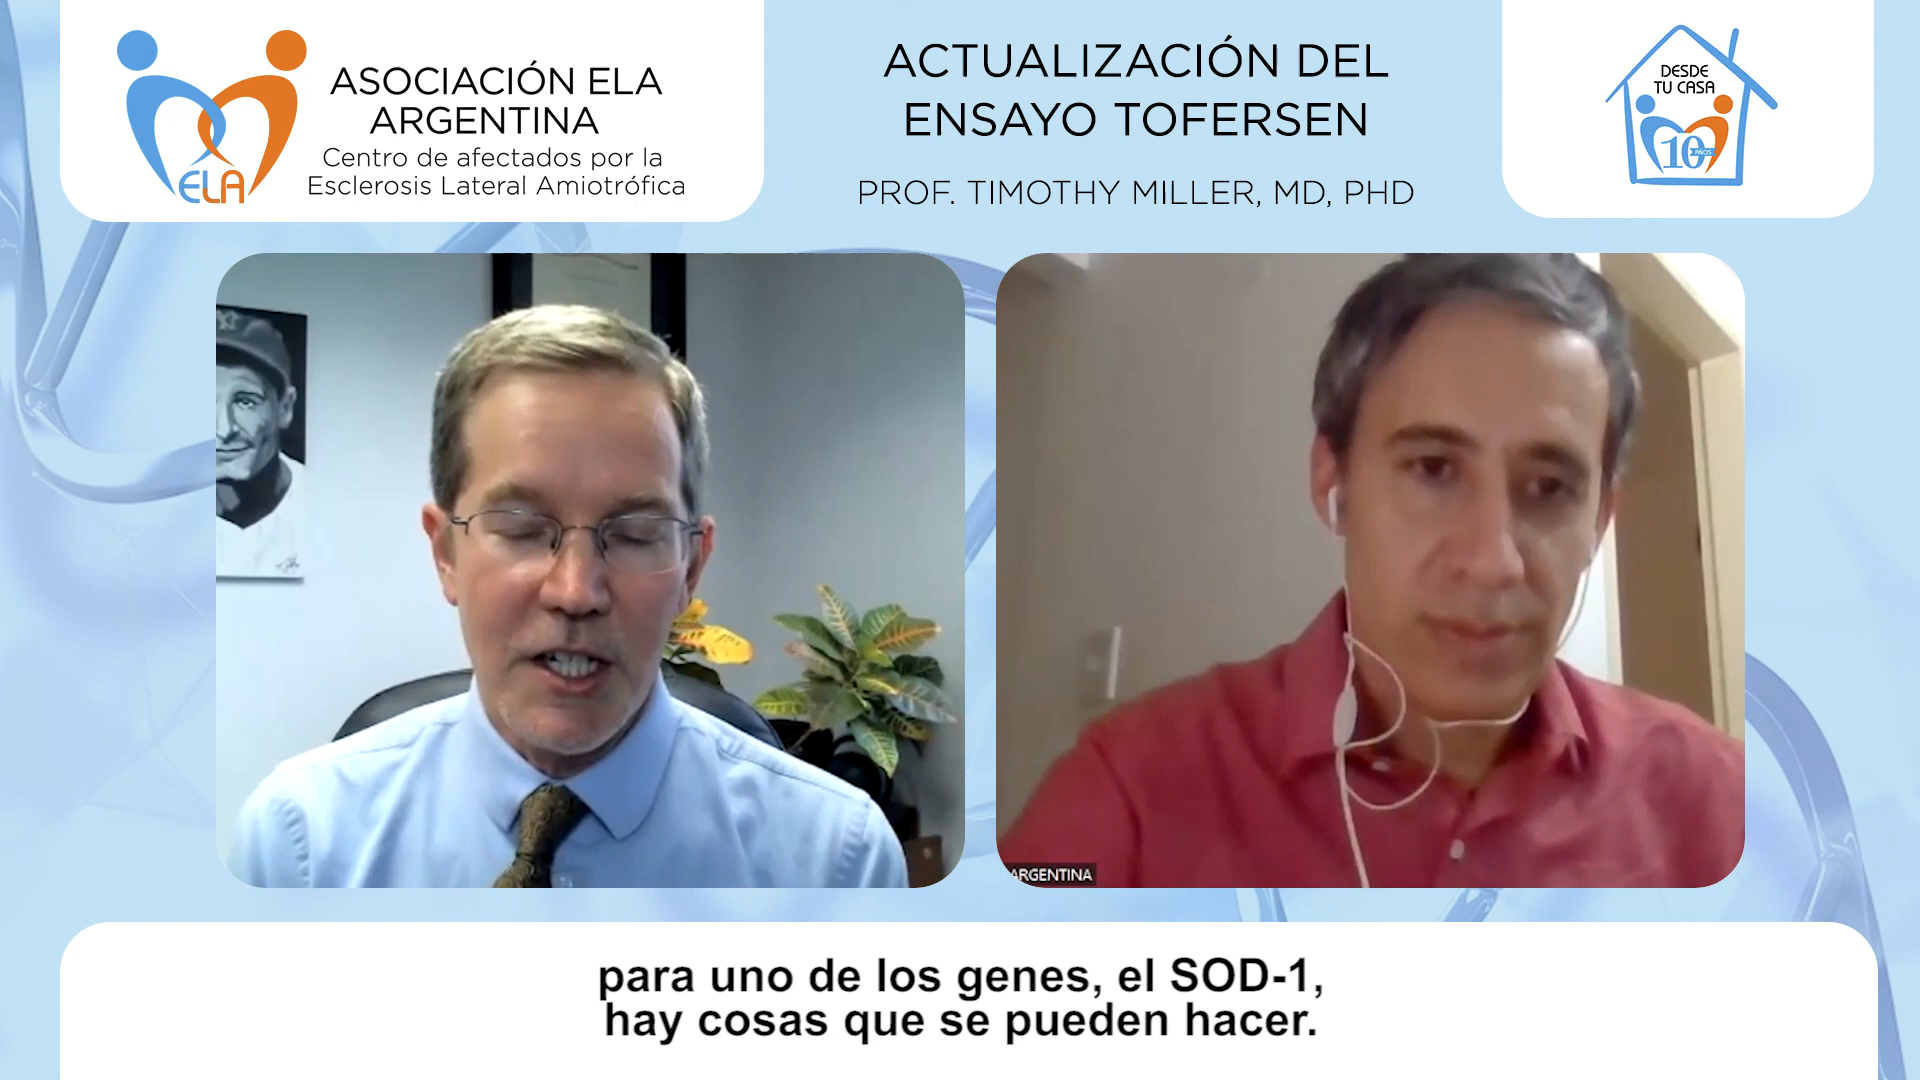 ASOCIACIÓN ELA
ARGENTINA
Centro de afectados por la
Esclerosis Lateral Amiotrófica
ELA
ACTUALIZACIÓN DEL
ENSAYO TOFERSEN
PROF. TIMOTHY MILLER, MD, PHD
DESDE
TU CASA
10
AÑOS
ARGENTINA
para uno de los genes, el SOD-1,
hay cosas que se pueden hacer.